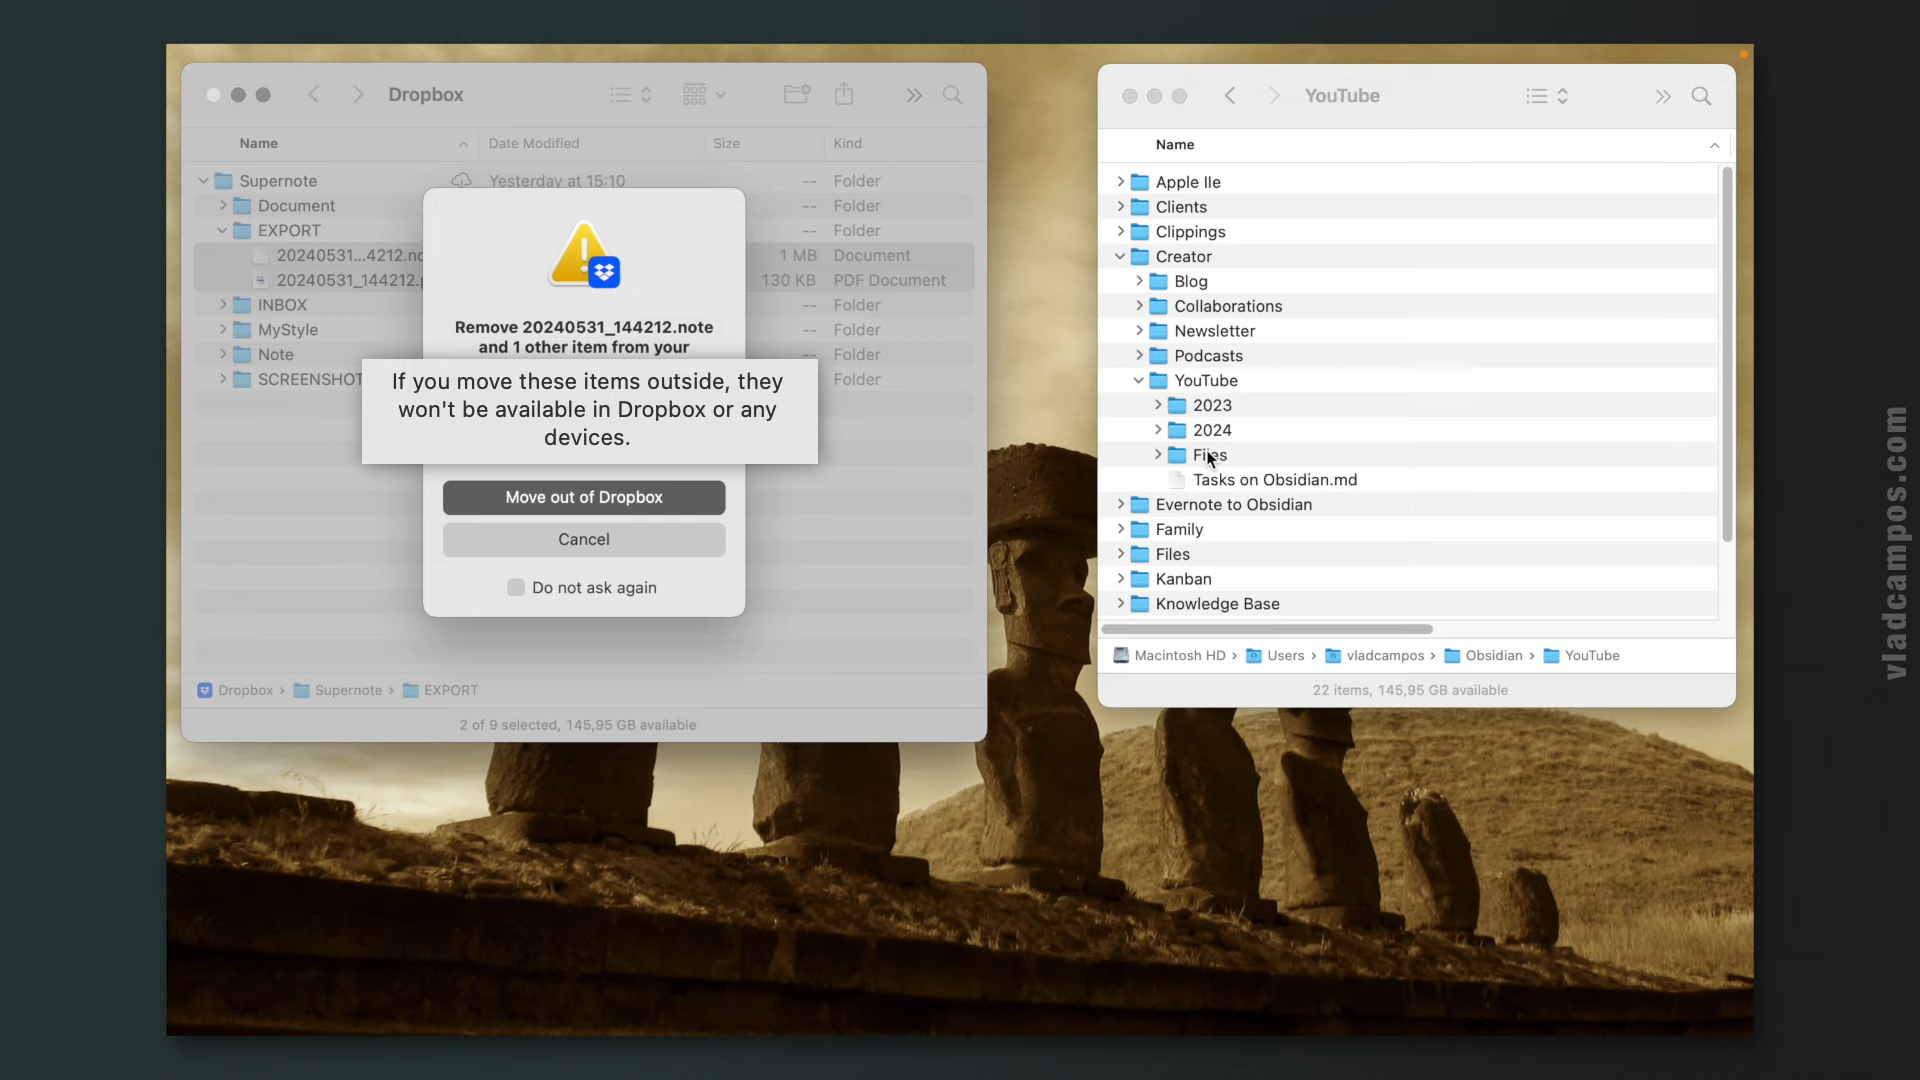 Dropbox
Name
Date Modified
Size
Kind
Supernote
Yesterday at 15:10
--
Folder
Document
--
Folder
EXPORT
--
Folder
20240531...4212.no
1 MB
Document
20240531_144212.
130 KB
PDF Document
INBOX
--
Folder
MyStyle
--
Folder
Note
--
Folder
SCREENSHOT
Folder
Dropbox › Supernote › EXPORT
2 of 9 selected, 145,95 GB available
Remove 20240531_144212.note
and 1 other item from your
If you move these items outside, they
won't be available in Dropbox or any
devices.
Move out of Dropbox
Cancel
Do not ask again
YouTube
Name
Apple IIe
Clients
Clippings
Creator
Blog
Collaborations
Newsletter
Podcasts
YouTube
2023
2024
Files
Tasks on Obsidian.md
Evernote to Obsidian
Family
Files
Kanban
Knowledge Base
Macintosh HD › Users › vladcampos › Obsidian › YouTube
22 items, 145,95 GB available
vladcampos.com